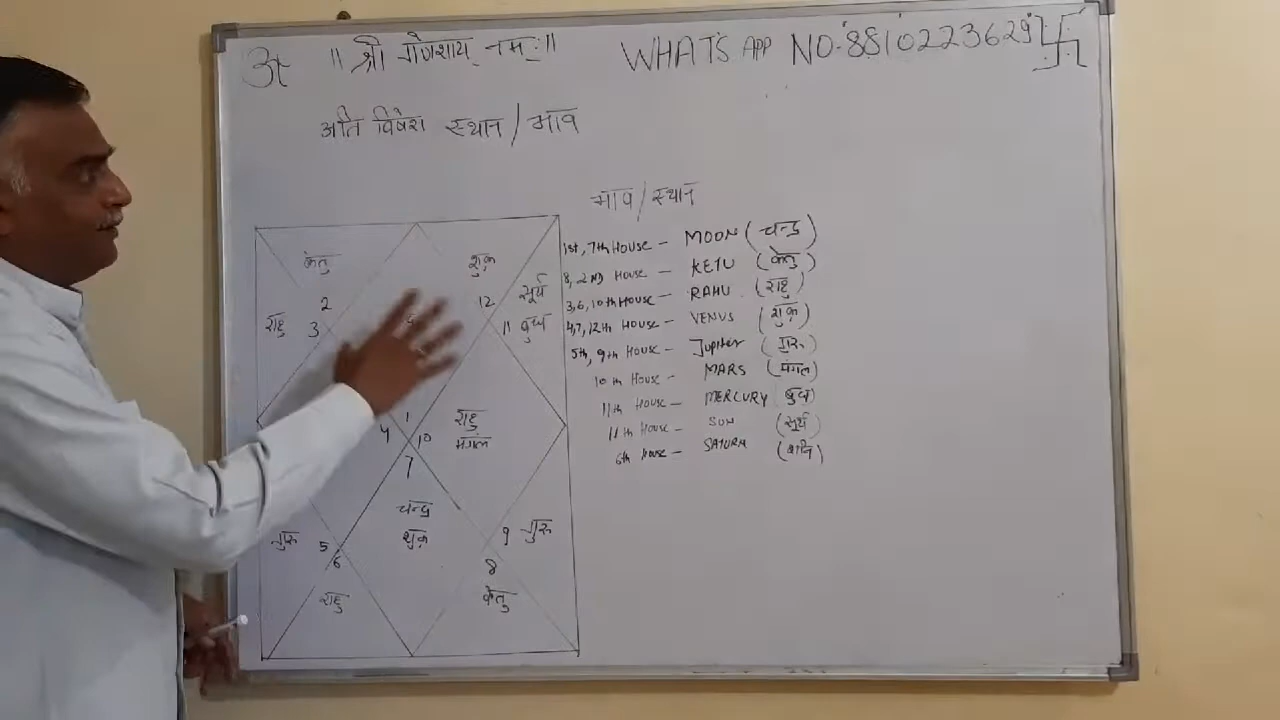 ॐ ॥ श्री गणेशाय नमः॥ WHAT'S APP NO. 8810223629
अति विशेष स्थान / भाव
भाव / स्थान
1st, 7th House - MOON (चन्द्र)
8, 2ND House - KETU (केतु)
3, 6, 10th House - RAHU (राहु)
4, 7, 12th House - VENUS (शुक्र)
5th, 9th House - Jupiter (गुरु)
10th House - MARS (मंगल)
11th House - MERCURY (बुध)
11th House - SUN (सूर्य)
6th House - SATURN (शनि)
केतु
शुक्र
2
12
सूर्य
राहु 3
11 बुध
1
राहु
4
10
मंगल
7
चन्द्र
शुक्र
गुरु 5
9 गुरु
6
8
राहु
केतु